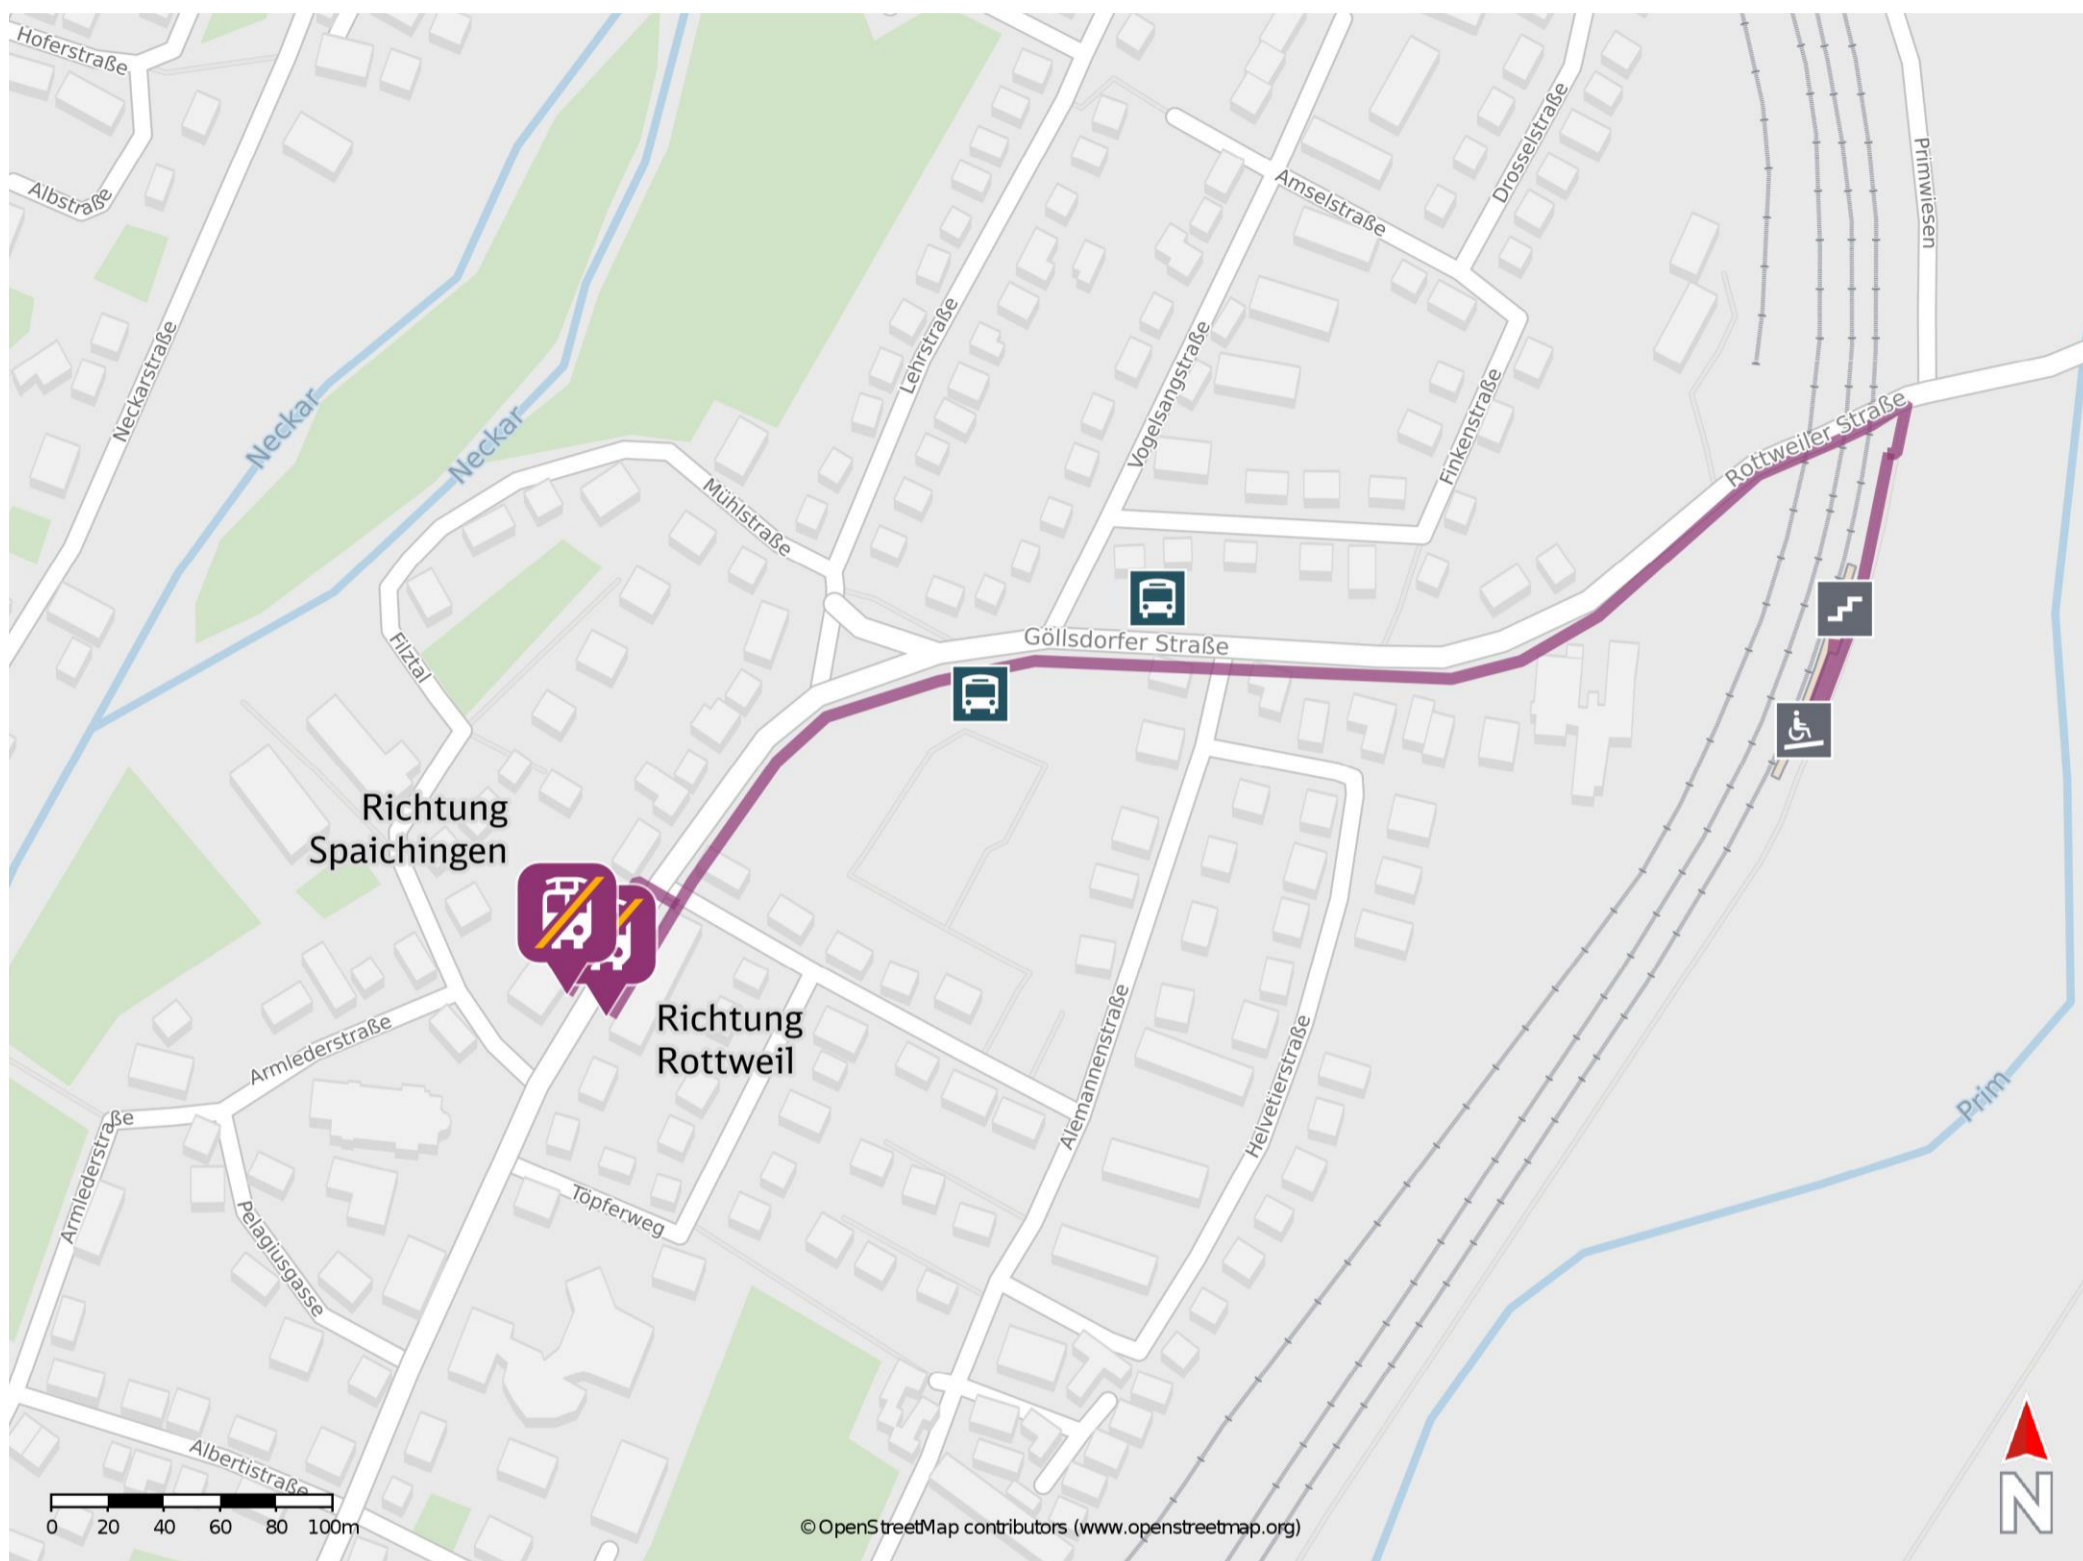 Hoferstraße
Albstraße
Neckarstraße
Neckar
Neckar
Lehrstraße
Vogelsangstraße
Amselstraße
Drosselstraße
Finkenstraße
Primwiesen
Rottweiler Straße
Mühlstraße
Filztal
Göllsdorfer Straße
Richtung
Spaichingen
Richtung
Rottweil
Armlederstraße
Armlederstraße
Pelagiusgasse
Töpferweg
Alemannenstraße
Helvetierstraße
Prim
Albertistraße
0 20 40 60 80 100m
© OpenStreetMap contributors (www.openstreetmap.org)
N